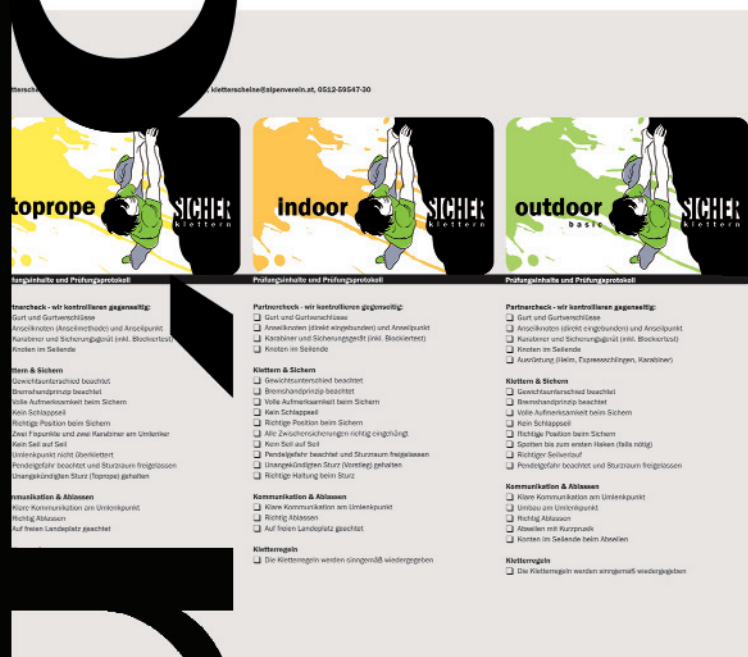 kletterscheine@alpenverein.at, 0512-59547-30
toprope
SICHER
klettern
Prüfungsinhalte und Prüfungsprotokoll
Partnercheck - wir kontrollieren gegenseitig:
Gurt und Gurtverschlüsse
Anseilknoten (Anseilmethode) und Anseilpunkt
Karabiner und Sicherungsgerät (inkl. Blockiertest)
Knoten im Seilende
Klettern & Sichern
Gewichtsunterschied beachtet
Bremshandprinzip beachtet
Volle Aufmerksamkeit beim Sichern
Kein Schlappseil
Richtige Position beim Sichern
Zwei Fixpunkte und zwei Karabiner am Umlenker
Kein Seil auf Seil
Umlenkpunkt nicht überklettert
Pendelgefahr beachtet und Sturzraum freigelassen
Unangekündigten Sturz (Toprope) gehalten
Kommunikation & Ablassen
Klare Kommunikation am Umlenkpunkt
Richtig Ablassen
Auf freien Landeplatz geachtet
indoor
SICHER
klettern
Prüfungsinhalte und Prüfungsprotokoll
Partnercheck - wir kontrollieren gegenseitig:
Gurt und Gurtverschlüsse
Anseilknoten (direkt eingebunden) und Anseilpunkt
Karabiner und Sicherungsgerät (inkl. Blockiertest)
Knoten im Seilende
Klettern & Sichern
Gewichtsunterschied beachtet
Bremshandprinzip beachtet
Volle Aufmerksamkeit beim Sichern
Kein Schlappseil
Richtige Position beim Sichern
Alle Zwischensicherungen richtig eingehängt
Kein Seil auf Seil
Pendelgefahr beachtet und Sturzraum freigelassen
Unangekündigten Sturz (Vorstieg) gehalten
Richtige Haltung beim Sturz
Kommunikation & Ablassen
Klare Kommunikation am Umlenkpunkt
Richtig Ablassen
Auf freien Landeplatz geachtet
Kletterregeln
Die Kletterregeln werden sinngemäß wiedergegeben
outdoor
basic
SICHER
klettern
Prüfungsinhalte und Prüfungsprotokoll
Partnercheck - wir kontrollieren gegenseitig:
Gurt und Gurtverschlüsse
Anseilknoten (direkt eingebunden) und Anseilpunkt
Karabiner und Sicherungsgerät (inkl. Blockiertest)
Knoten im Seilende
Ausrüstung (Helm, Expressschlingen, Karabiner)
Klettern & Sichern
Gewichtsunterschied beachtet
Bremshandprinzip beachtet
Volle Aufmerksamkeit beim Sichern
Kein Schlappseil
Richtige Position beim Sichern
Spotten bis zum ersten Haken (falls nötig)
Richtiger Seilverlauf
Pendelgefahr beachtet und Sturzraum freigelassen
Kommunikation & Ablassen
Klare Kommunikation am Umlenkpunkt
Umbau am Umlenkpunkt
Richtig Ablassen
Abseilen mit Kurzprusik
Konten im Seilende beim Abseilen
Kletterregeln
Die Kletterregeln werden sinngemäß wiedergegeben